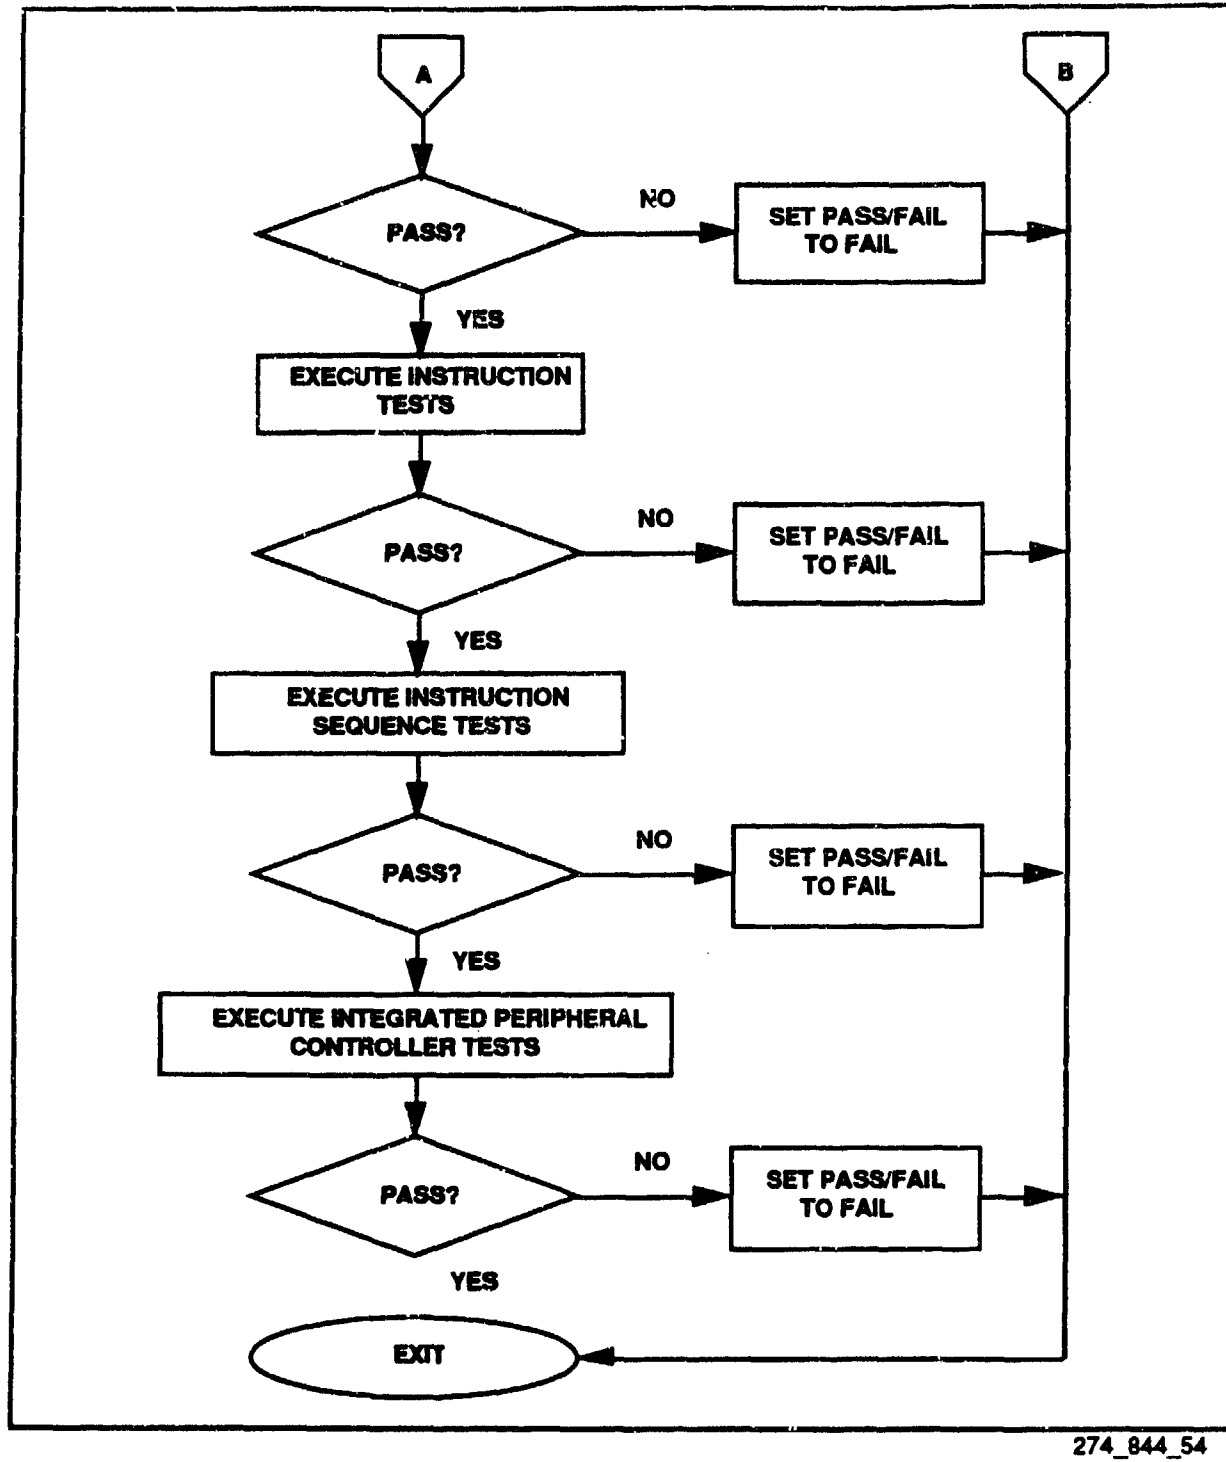 A
B
PASS?
NO
SET PASS/FAIL
TO FAIL
YES
EXECUTE INSTRUCTION
TESTS
PASS?
NO
SET PASS/FAIL
TO FAIL
YES
EXECUTE INSTRUCTION
SEQUENCE TESTS
PASS?
NO
SET PASS/FAIL
TO FAIL
YES
EXECUTE INTEGRATED PERIPHERAL
CONTROLLER TESTS
PASS?
NO
SET PASS/FAIL
TO FAIL
YES
EXIT
274_844_54